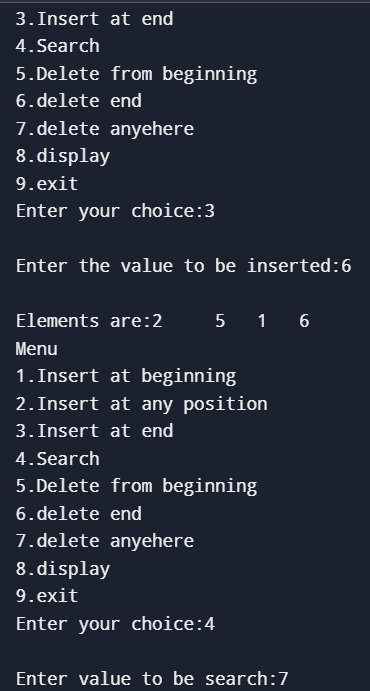 3.Insert at end
4.Search
5.Delete from beginning
6.delete end
7.delete anyehere
8.display
9.exit
Enter your choice:3
Enter the value to be inserted:6
Elements are:2     5   1   6
Menu
1.Insert at beginning
2.Insert at any position
3.Insert at end
4.Search
5.Delete from beginning
6.delete end
7.delete anyehere
8.display
9.exit
Enter your choice:4
Enter value to be search:7